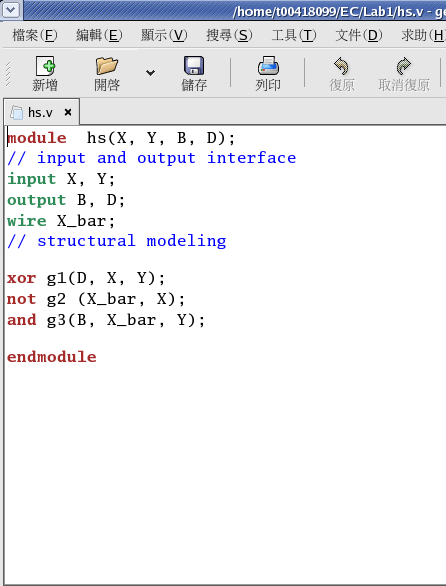 /home/t00418099/EC/Lab1/hs.v - ge
檔案(F) 編輯(E) 顯示(V) 搜尋(S) 工具(T) 文件(D) 求助(H
新增 開啓 儲存 列印 復原 取消復原
hs.v ×
module  hs(X, Y, B, D);
// input and output interface
input X, Y;
output B, D;
wire X_bar;
// structural modeling
xor g1(D, X, Y);
not g2 (X_bar, X);
and g3(B, X_bar, Y);
endmodule